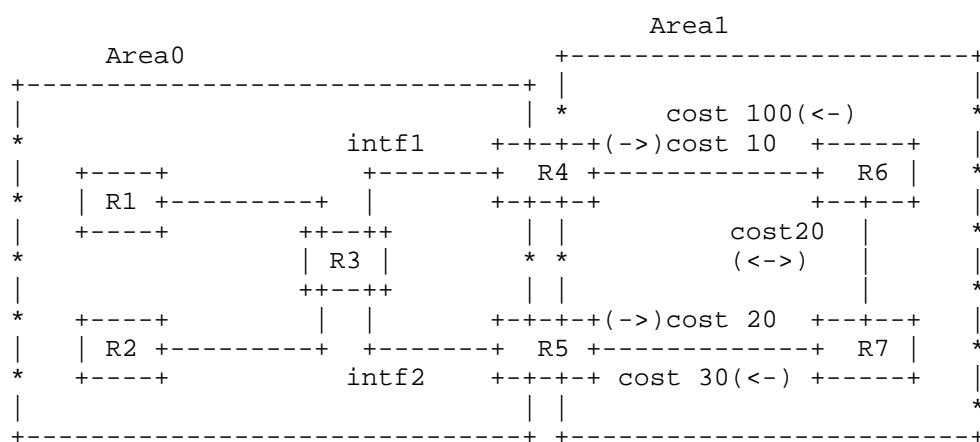 Area1
Area0
cost 100(<-)
intf1 (->)cost 10
R4 R6
R1
cost20
R3 (<->)
(->)cost 20
R2 R5 R7
intf2 cost 30(<-)